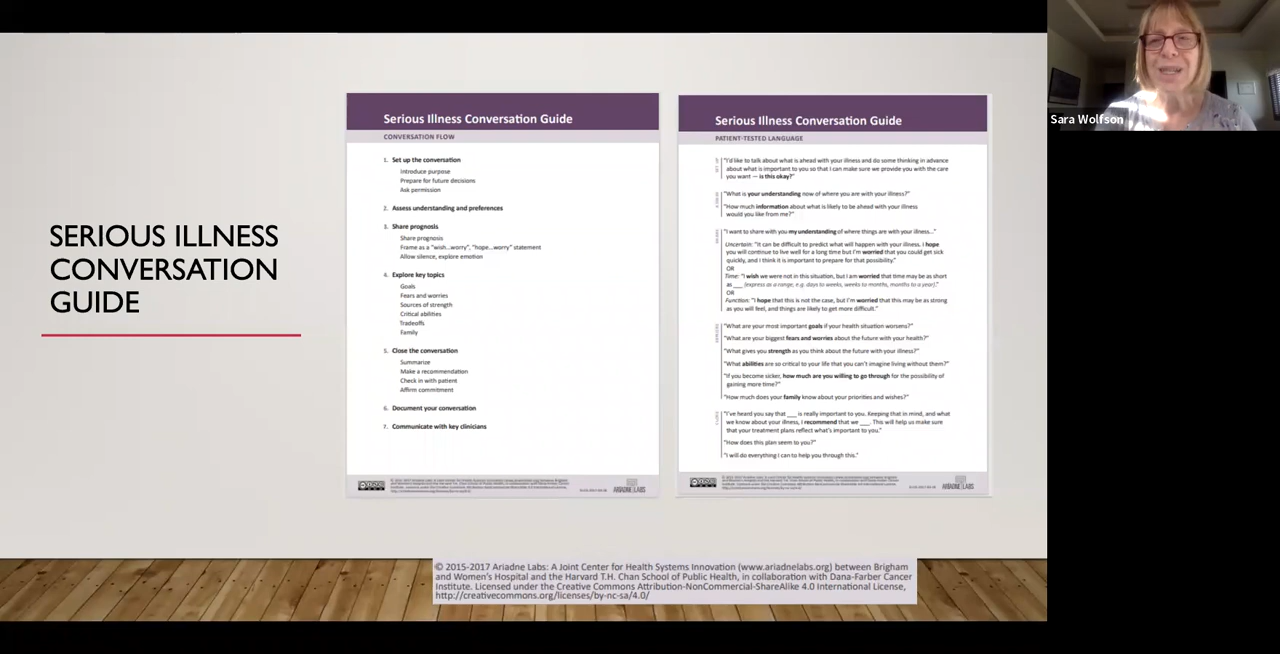 SERIOUS ILLNESS
CONVERSATION
GUIDE
Serious Illness Conversation Guide
CONVERSATION FLOW
1. Set up the conversation
Introduce purpose
Prepare for future decisions
Ask permission
2. Assess understanding and preferences
3. Share prognosis
Share prognosis
Frame as a "wish...worry", "hope...worry" statement
Allow silence, explore emotion
4. Explore key topics
Goals
Fears and worries
Sources of strength
Critical abilities
Tradeoffs
Family
5. Close the conversation
Summarize
Make a recommendation
Check in with patient
Affirm commitment
6. Document your conversation
7. Communicate with key clinicians
ARIADNE LABS
Serious Illness Conversation Guide
PATIENT-TESTED LANGUAGE
"I'd like to talk about what is ahead with your illness and do some thinking in advance
about what is important to you so that I can make sure we provide you with the care
you want — is this okay?"
"What is your understanding now of where you are with your illness?"
"How much information about what is likely to be ahead with your illness
would you like from me?"
"I want to share with you my understanding of where things are with your illness..."
Uncertain: "It can be difficult to predict what will happen with your illness. I hope
you will continue to live well for a long time but I'm worried that you could get sick
quickly, and I think it is important to prepare for that possibility."
OR
Time: "I wish we were not in this situation, but I am worried that time may be as short
as ___ (express as a range, e.g. days to weeks, weeks to months, months to a year)."
OR
Function: "I hope that this is not the case, but I'm worried that this may be as strong
as you will feel, and things are likely to get more difficult."
"What are your most important goals if your health situation worsens?"
"What are your biggest fears and worries about the future with your health?"
"What gives you strength as you think about the future with your illness?"
"What abilities are so critical to your life that you can't imagine living without them?"
"If you become sicker, how much are you willing to go through for the possibility of
gaining more time?"
"How much does your family know about your priorities and wishes?"
"I've heard you say that ___ is really important to you. Keeping that in mind, and what
we know about your illness, I recommend that we ___. This will help us make sure
that your treatment plans reflect what's important to you."
"How does this plan seem to you?"
"I will do everything I can to help you through this."
ARIADNE LABS
© 2015-2017 Ariadne Labs: A Joint Center for Health Systems Innovation (www.ariadnelabs.org) between Brigham
and Women's Hospital and the Harvard T.H. Chan School of Public Health, in collaboration with Dana-Farber Cancer
Institute. Licensed under the Creative Commons Attribution-NonCommercial-ShareAlike 4.0 International License,
http://creativecommons.org/licenses/by-nc-sa/4.0/
Sara Wolfson